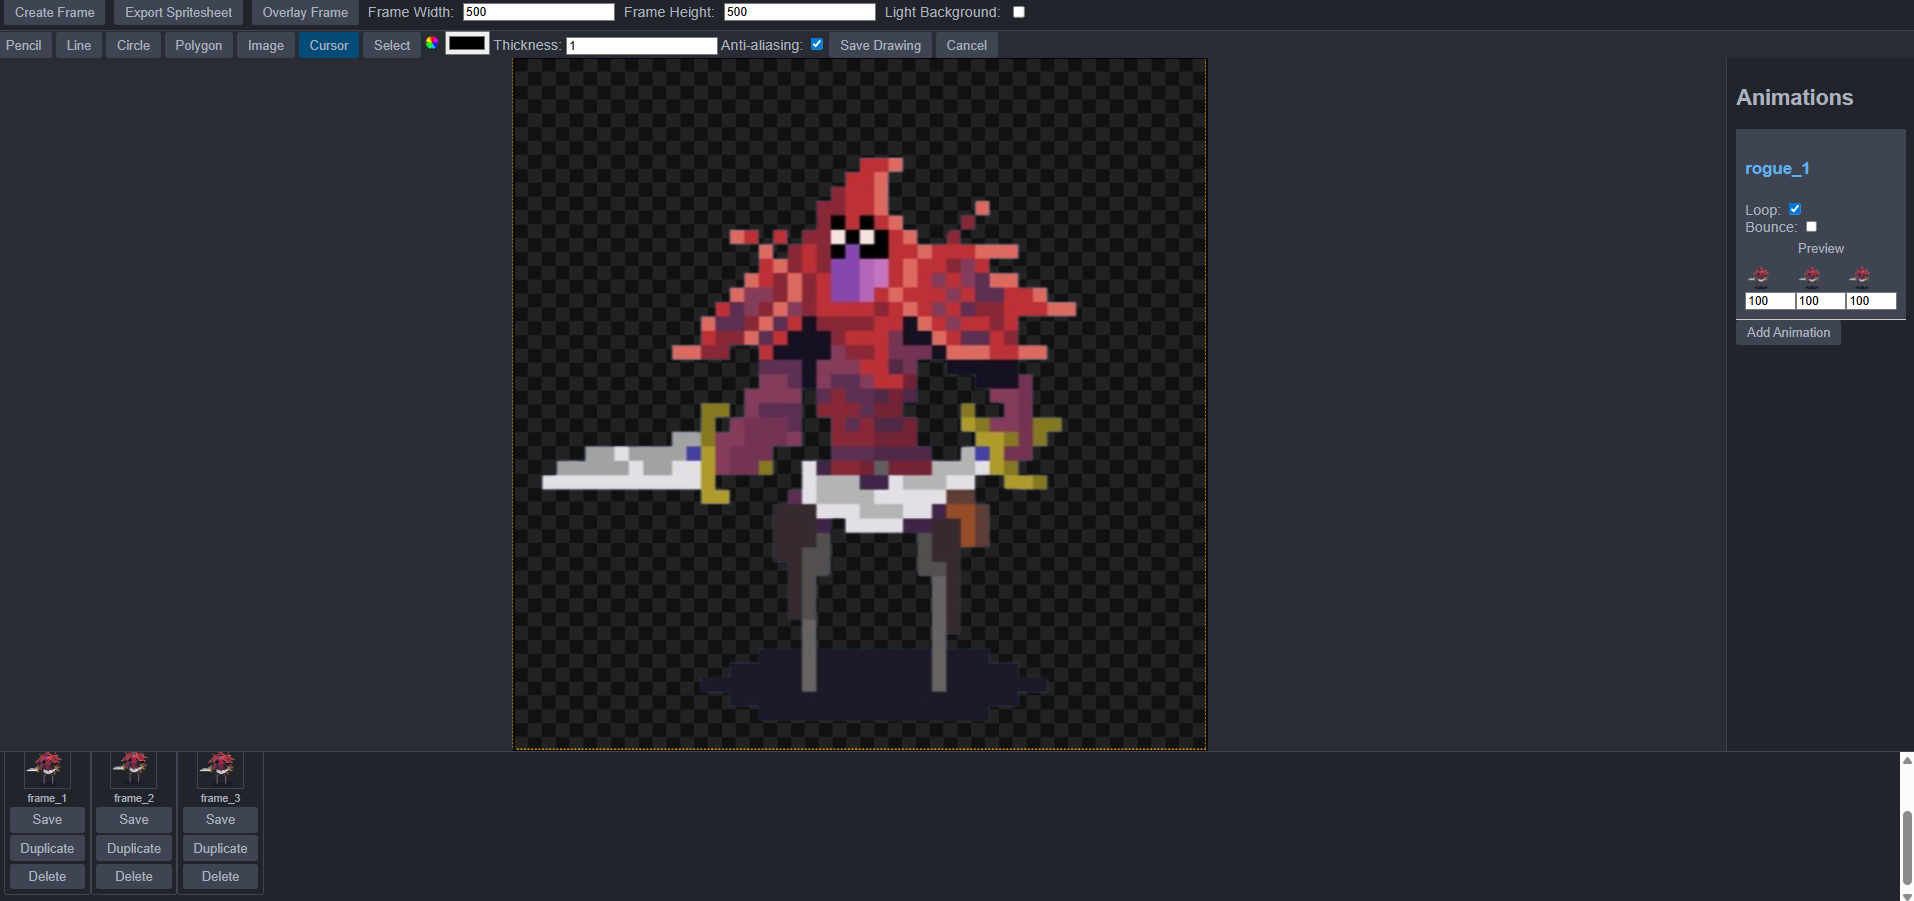 Create Frame Export Spritesheet Overlay Frame Frame Width: 500 Frame Height: 500 Light Background:
Pencil Line Circle Polygon Image Cursor Select Thickness: 1 Anti-aliasing: Save Drawing Cancel
Animations
rogue_1
Loop:
Bounce:
Preview
100 100 100
Add Animation
frame_1 frame_2 frame_3
Save Save Save
Duplicate Duplicate Duplicate
Delete Delete Delete